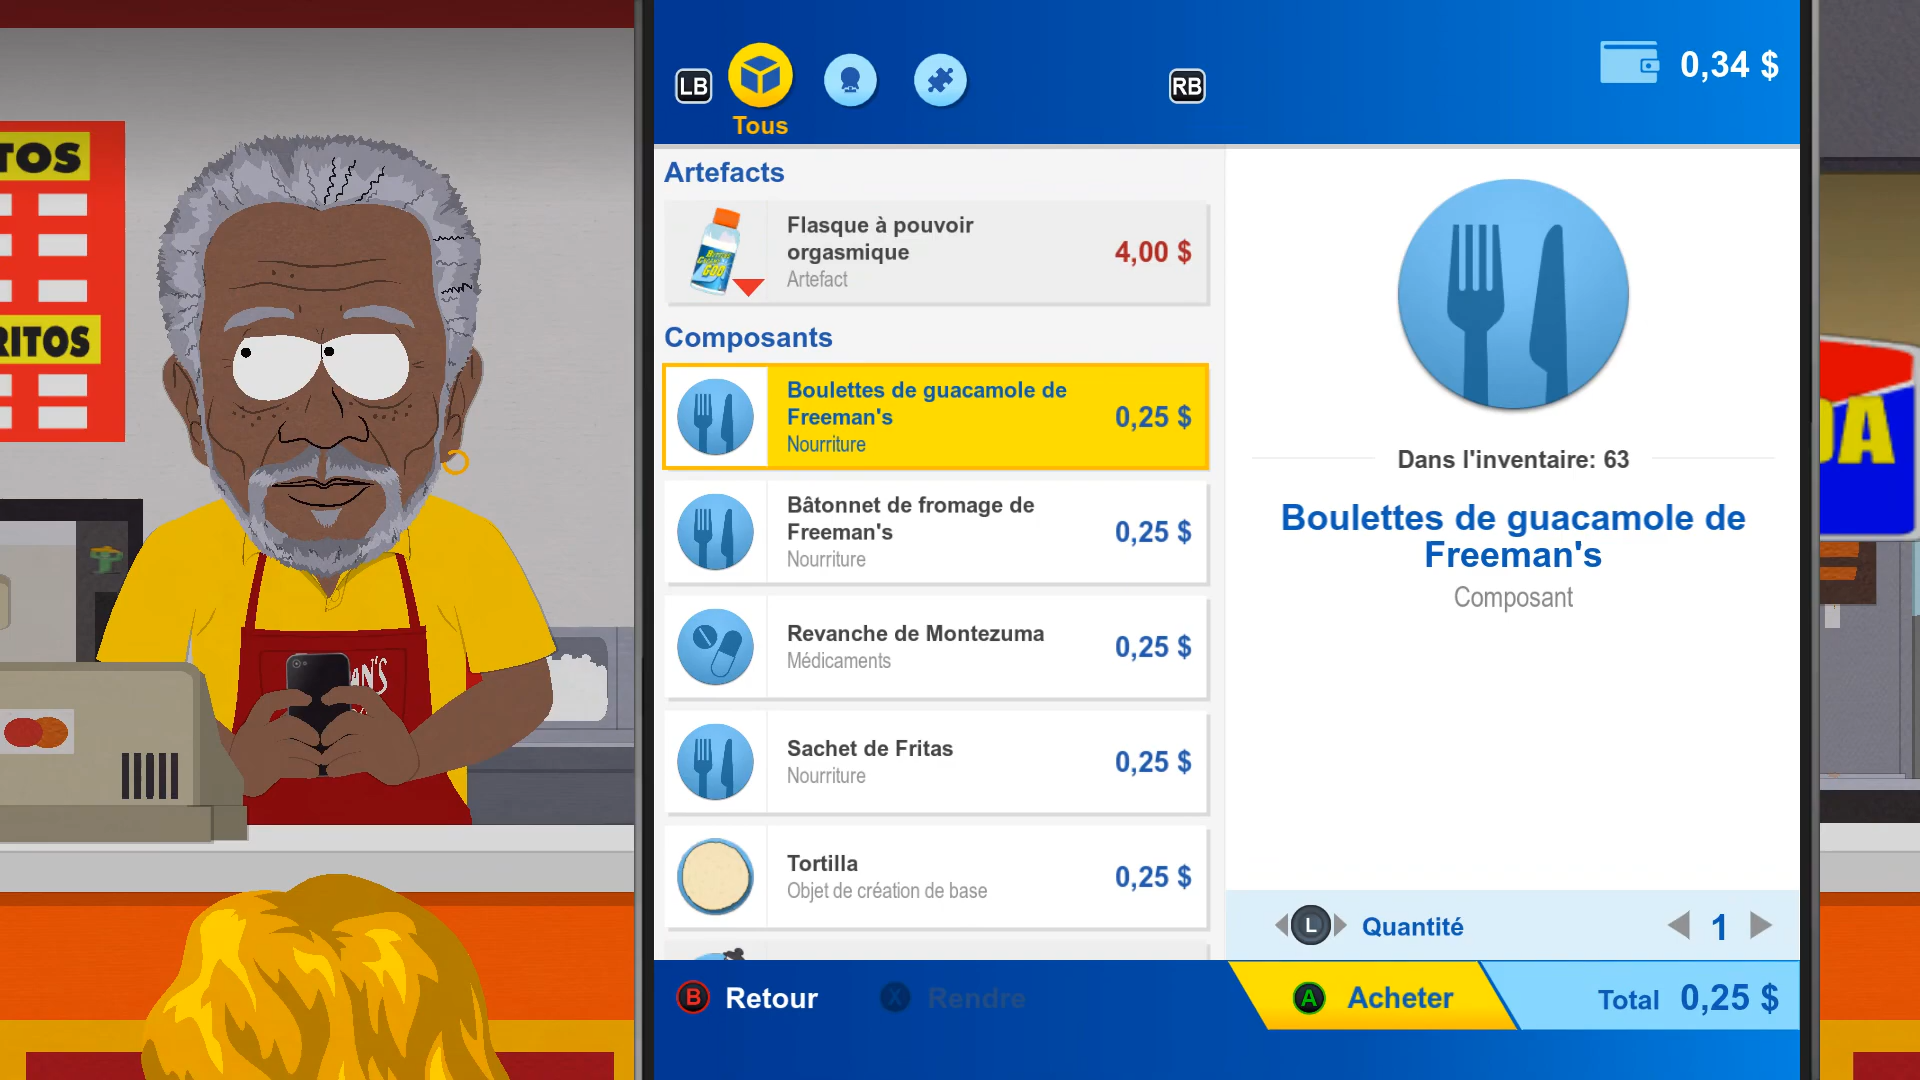 TOS
RITOS
AN'S
LB
Tous
RB
0,34 $
Artefacts
Flasque à pouvoir
orgasmique
Artefact
4,00 $
Composants
Boulettes de guacamole de
Freeman's
Nourriture
0,25 $
Bâtonnet de fromage de
Freeman's
Nourriture
0,25 $
Revanche de Montezuma
Médicaments
0,25 $
Sachet de Fritas
Nourriture
0,25 $
Tortilla
Objet de création de base
0,25 $
Dans l'inventaire: 63
Boulettes de guacamole de
Freeman's
Composant
L Quantité
1
B Retour
X Rendre
A Acheter
Total 0,25 $
DA